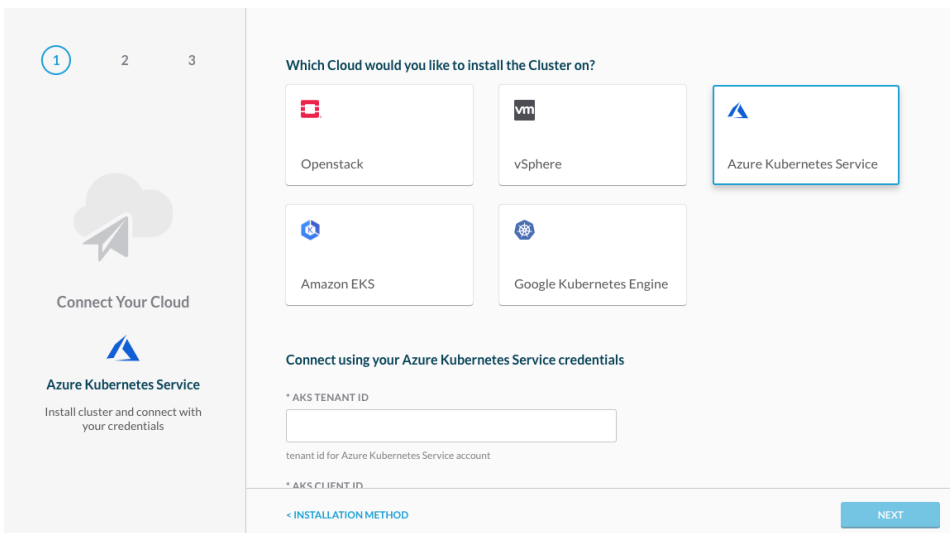 1 2 3
Connect Your Cloud
Azure Kubernetes Service
Install cluster and connect with
your credentials
Which Cloud would you like to install the Cluster on?
Openstack
vm
vSphere
Azure Kubernetes Service
K
Amazon EKS
Google Kubernetes Engine
Connect using your Azure Kubernetes Service credentials
* AKS TENANT ID
tenant id for Azure Kubernetes Service account
* AKS CLIENT ID
< INSTALLATION METHOD
NEXT